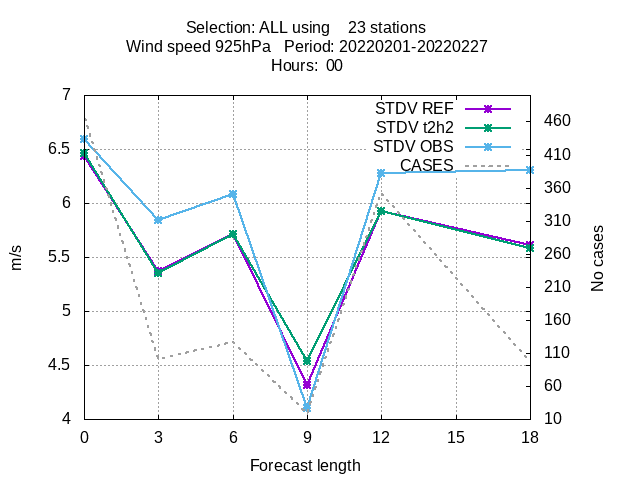 Selection: ALL using    23 stations
Wind speed 925hPa   Period: 20220201-20220227
Hours:  00
STDV REF
STDV t2h2
STDV OBS
CASES
7
6.5
6
5.5
5
4.5
4
m/s
460
410
360
310
260
210
160
110
60
10
No cases
0 3 6 9 12 15 18
Forecast length